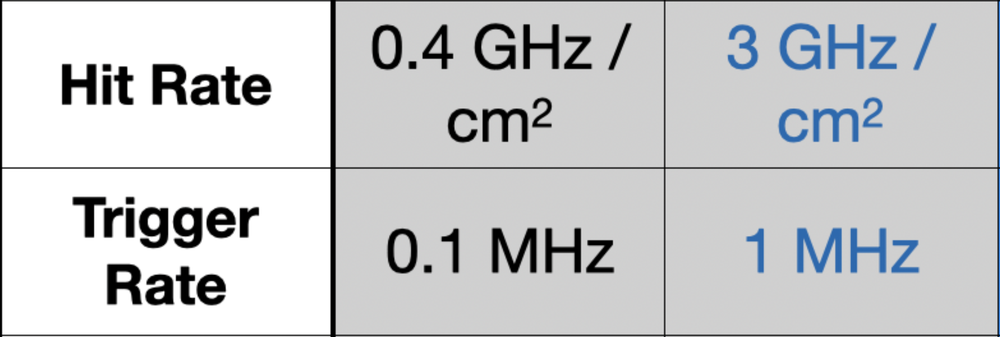 Hit Rate
0.4 GHz /
cm²
3 GHz /
cm²
Trigger
Rate
0.1 MHz
1 MHz